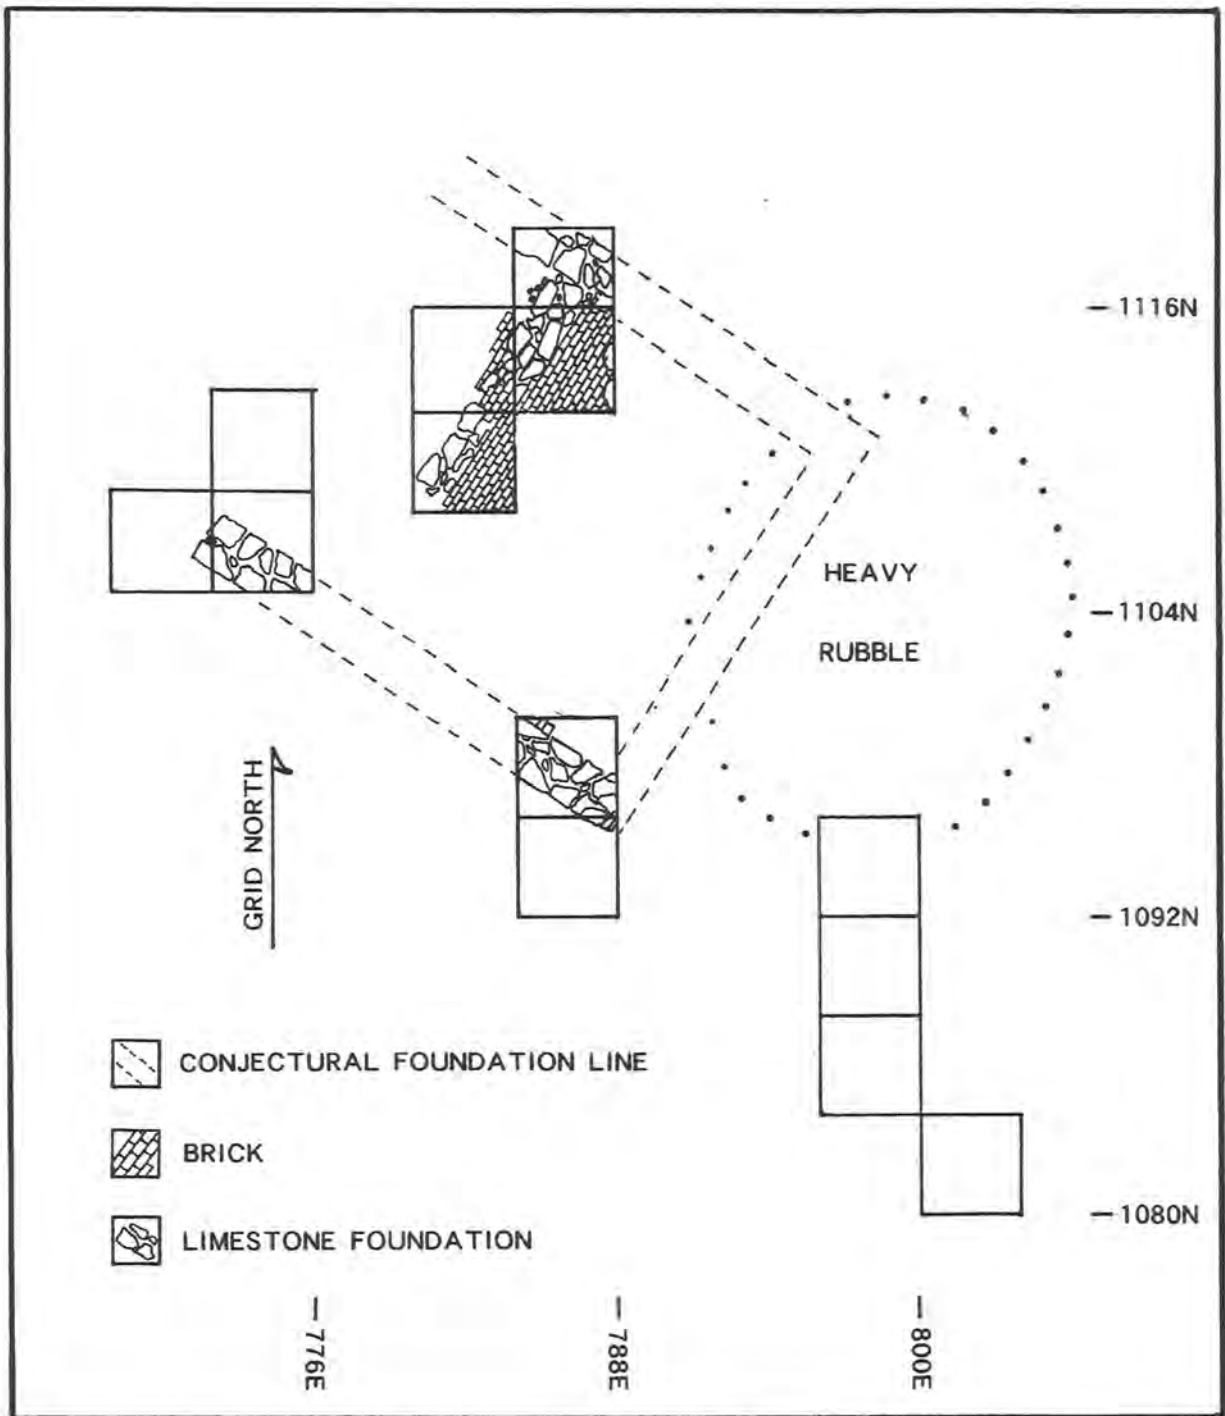 1116N
HEAVY
1104N
RUBBLE
GRID NORTH
1092N
CONJECTURAL FOUNDATION LINE
BRICK
1080N
LIMESTONE FOUNDATION
776E
788E
800E